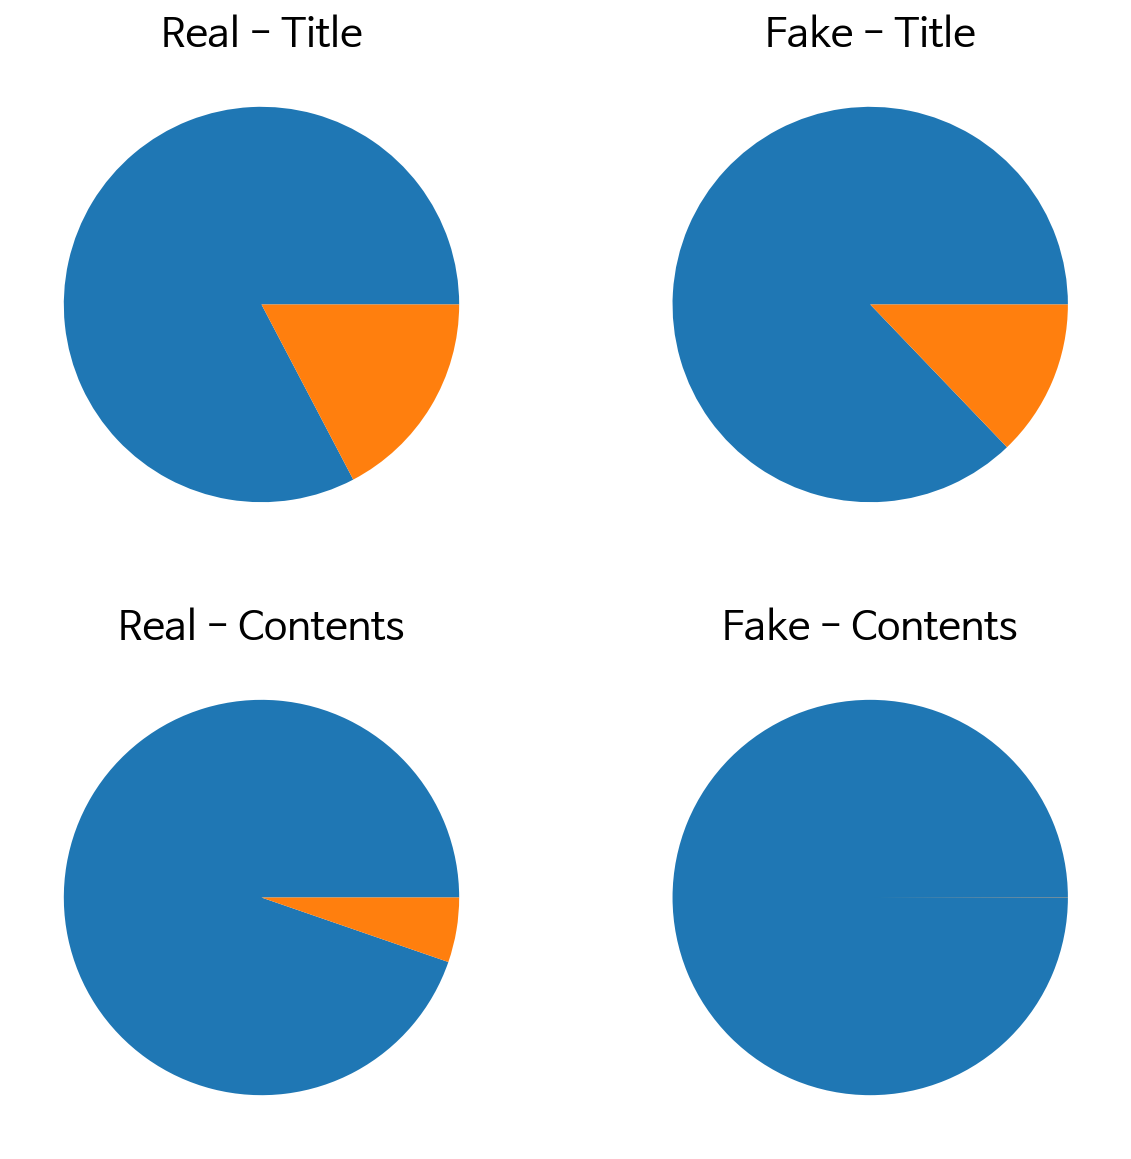 Real – Title
Fake – Title
Real – Contents
Fake – Contents